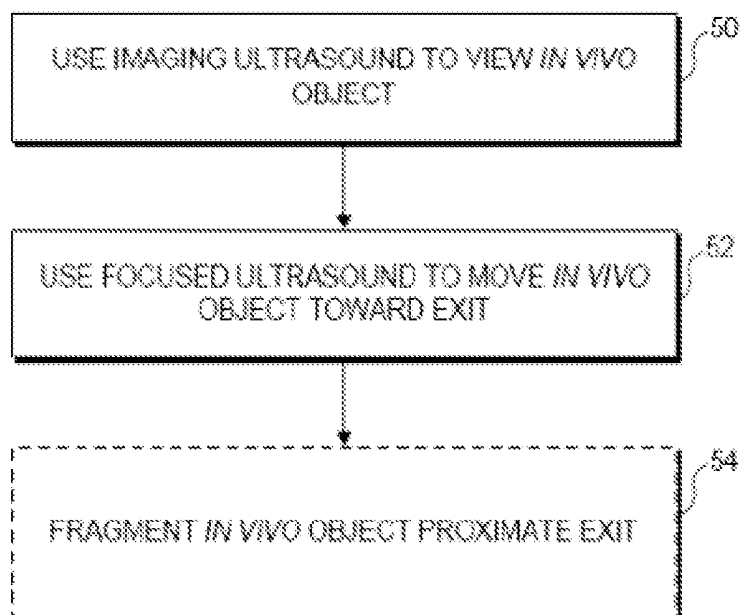 50
USE IMAGING ULTRASOUND TO VIEW IN VIVO
OBJECT
52
USE FOCUSED ULTRASOUND TO MOVE IN VIVO
OBJECT TOWARD EXIT
54
FRAGMENT IN VIVO OBJECT PROXIMATE EXIT